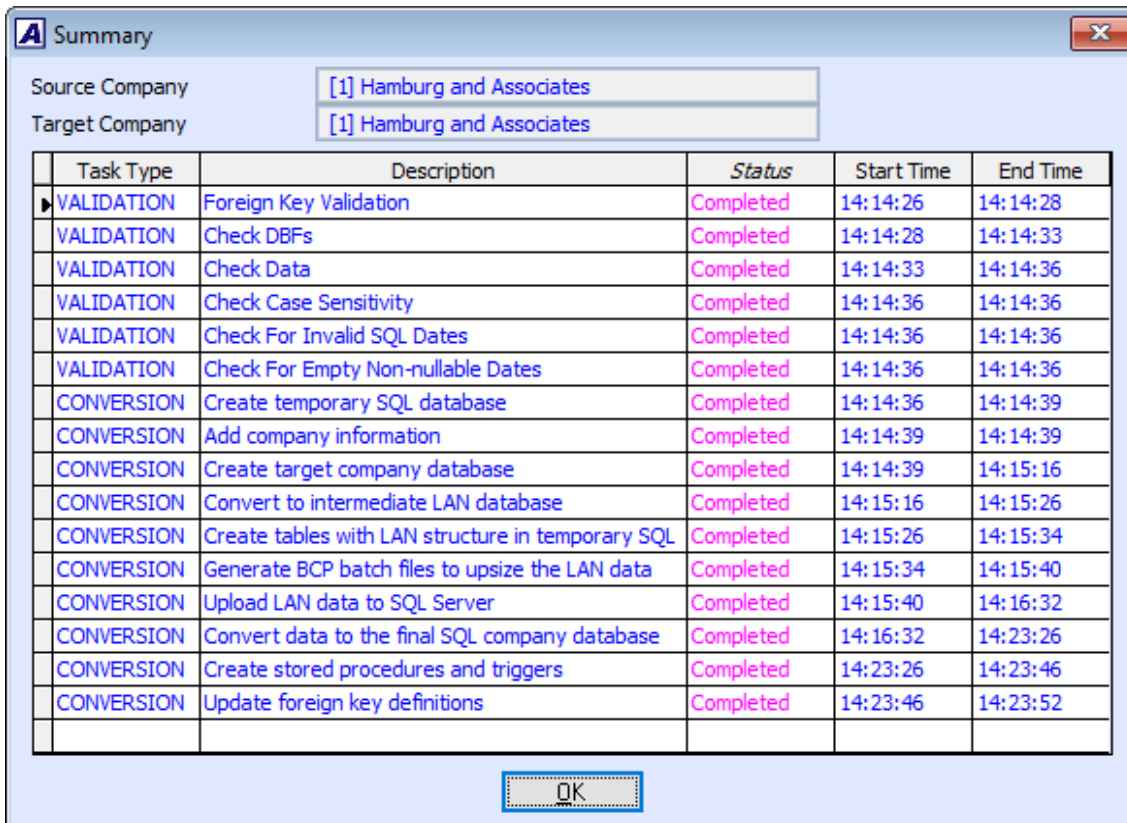 A Summary
Source Company [1] Hamburg and Associates
Target Company [1] Hamburg and Associates
Task Type Description Status Start Time End Time
VALIDATION Foreign Key Validation Completed 14:14:26 14:14:28
VALIDATION Check DBFs Completed 14:14:28 14:14:33
VALIDATION Check Data Completed 14:14:33 14:14:36
VALIDATION Check Case Sensitivity Completed 14:14:36 14:14:36
VALIDATION Check For Invalid SQL Dates Completed 14:14:36 14:14:36
VALIDATION Check For Empty Non-nullable Dates Completed 14:14:36 14:14:36
CONVERSION Create temporary SQL database Completed 14:14:36 14:14:39
CONVERSION Add company information Completed 14:14:39 14:14:39
CONVERSION Create target company database Completed 14:14:39 14:15:16
CONVERSION Convert to intermediate LAN database Completed 14:15:16 14:15:26
CONVERSION Create tables with LAN structure in temporary SQL Completed 14:15:26 14:15:34
CONVERSION Generate BCP batch files to upsize the LAN data Completed 14:15:34 14:15:40
CONVERSION Upload LAN data to SQL Server Completed 14:15:40 14:16:32
CONVERSION Convert data to the final SQL company database Completed 14:16:32 14:23:26
CONVERSION Create stored procedures and triggers Completed 14:23:26 14:23:46
CONVERSION Update foreign key definitions Completed 14:23:46 14:23:52
OK